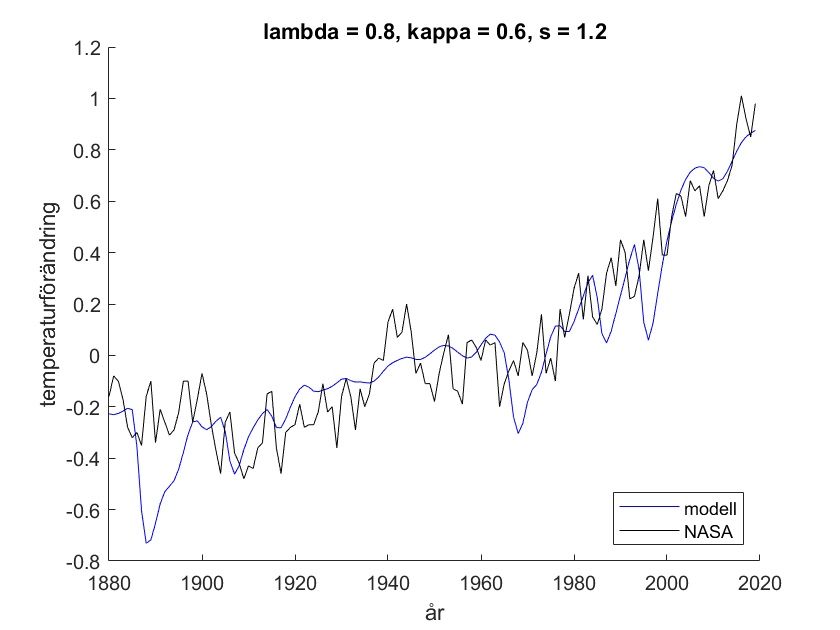 lambda = 0.8, kappa = 0.6, s = 1.2
1.2
1
0.8
0.6
0.4
0.2
0
-0.2
-0.4
-0.6
-0.8
temperaturförändring
modell
NASA
1880 1900 1920 1940 1960 1980 2000 2020
år